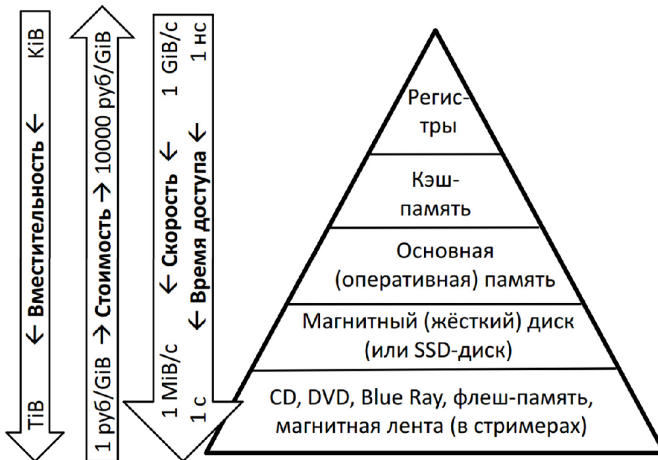 TiB ← Вместительность ← KiB
1 руб/GiB → Стоимость → 10000 руб/GiB
1 MiB/с ← Скорость ← 1 GiB/с
1 с ← Время доступа ← 1 нс
Регис-
тры
Кэш-
память
Основная
(оперативная) память
Магнитный (жёсткий) диск
(или SSD-диск)
CD, DVD, Blue Ray, флеш-память,
магнитная лента (в стримерах)